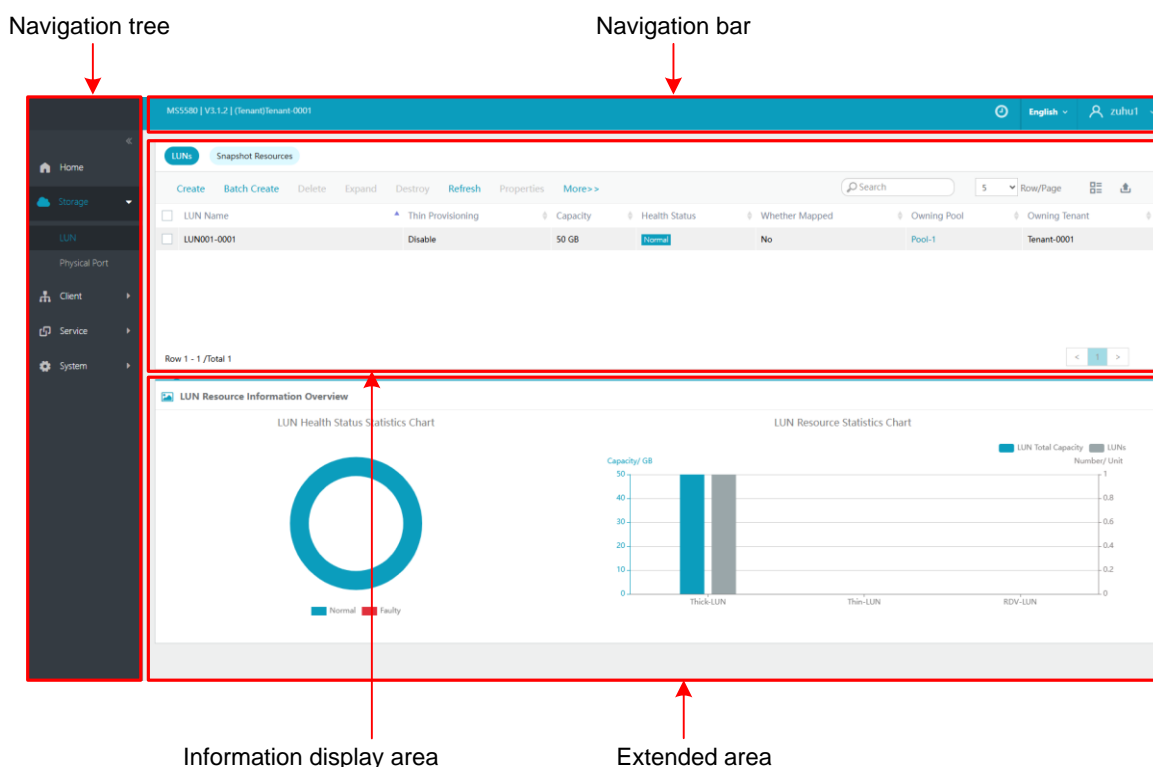 Navigation tree
Navigation bar
MS5580 | V3.1.2 | (Tenant)Tenant-0001
English
zuhu1
«
Home
Storage
LUN
Physical Port
Client
Service
System
LUNs
Snapshot Resources
Create
Batch Create
Delete
Expand
Destroy
Refresh
Properties
More>>
Search
5
Row/Page
LUN Name
Thin Provisioning
Capacity
Health Status
Whether Mapped
Owning Pool
Owning Tenant
LUN001-0001
Disable
50 GB
Normal
No
Pool-1
Tenant-0001
Row 1 - 1 /Total 1
< 1 >
LUN Resource Information Overview
LUN Health Status Statistics Chart
Normal
Faulty
LUN Resource Statistics Chart
LUN Total Capacity
LUNs
Capacity/ GB
Number/ Unit
50
40
30
20
10
0
1
0.8
0.6
0.4
0.2
0
Thick-LUN
Thin-LUN
RDV-LUN
Information display area
Extended area